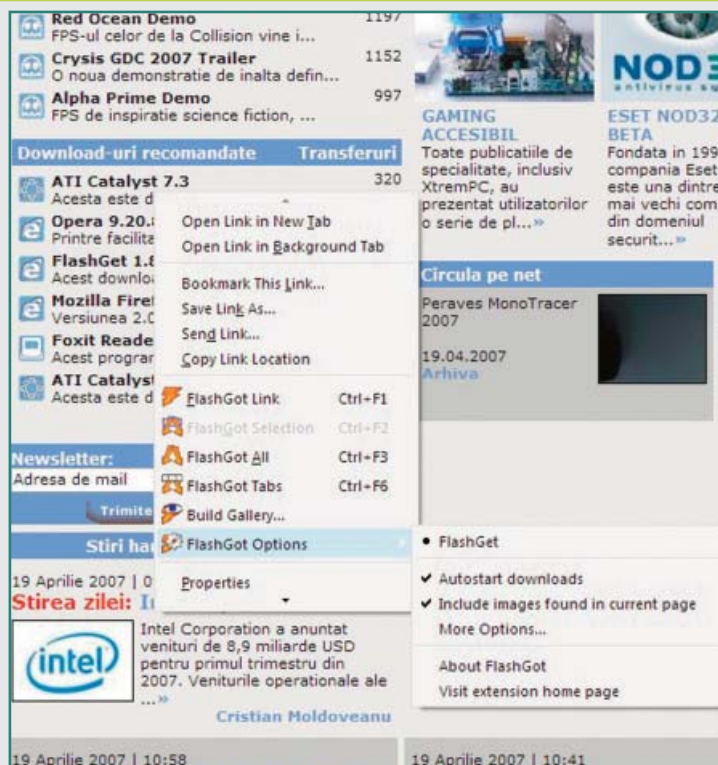 Red Ocean Demo 1197
FPS-ul celor de la Collision vine i...
Crysis GDC 2007 Trailer 1152
O noua demonstratie de inalta defin...
Alpha Prime Demo 997
FPS de inspiratie science fiction, ...
Download-uri recomandate Transferuri
ATI Catalyst 7.3 320
Acesta este d
Opera 9.20.
Printre facilita
FlashGet 1.8
Acest downlo
Mozilla Firef
Versiunea 2.0
Foxit Reade
Acest program
ATI Catalyst
Acesta este d
Newsletter:
Adresa de mail
Trimite
Stiri ha
19 Aprilie 2007 | 0
Stirea zilei: I
intel
Intel Corporation a anuntat
venituri de 8,9 miliarde USD
pentru primul trimestru din
2007. Veniturile operationale ale
...»
Cristian Moldoveanu
19 Aprilie 2007 | 10:58
Open Link in New Tab
Open Link in Background Tab
Bookmark This Link...
Save Link As...
Send Link...
Copy Link Location
FlashGot Link Ctrl+F1
FlashGot Selection Ctrl+F2
FlashGot All Ctrl+F3
FlashGot Tabs Ctrl+F6
Build Gallery...
FlashGot Options
Properties
FlashGet
Autostart downloads
Include images found in current page
More Options...
About FlashGot
Visit extension home page
GAMING
ACCESIBIL
Toate publicatiile de
specialitate, inclusiv
XtremPC, au
prezentat utilizatorilor
o serie de pl...»
NOD3
antivirus sy
ESET NOD32
BETA
Fondata in 199
compania Eset
este una dintre
mai vechi com
din domeniul
securit...»
Circula pe net
Peraves MonoTracer
2007
19.04.2007
Arhiva
19 Aprilie 2007 | 10:41